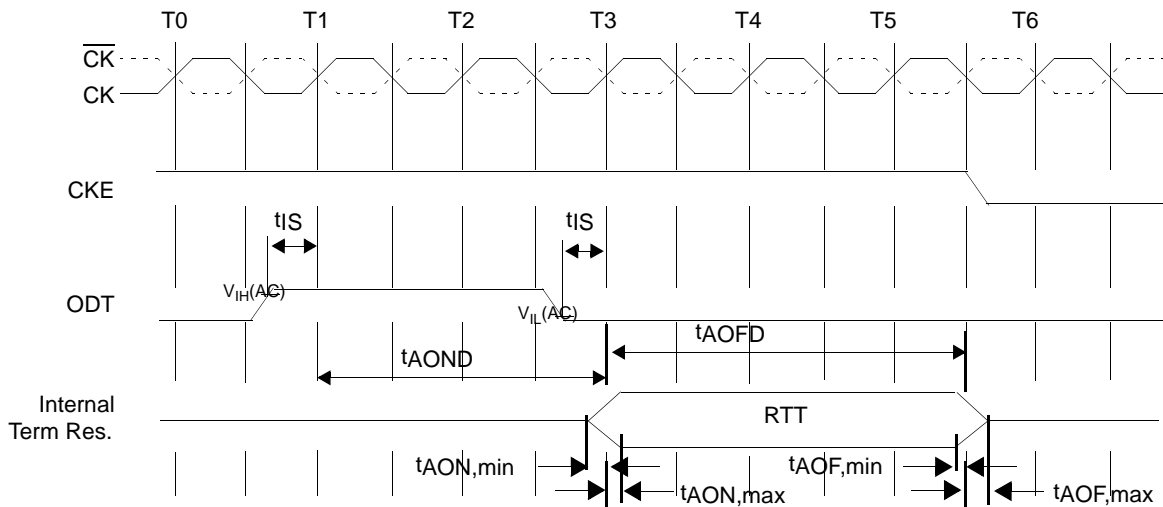 T0 T1 T2 T3 T4 T5 T6
CK
CK
CKE
tIS tIS
VIH(AC)
ODT
VIL(AC)
tAOFD
tAOND
Internal
Term Res.
RTT
tAON,min tAOF,min
tAON,max tAOF,max